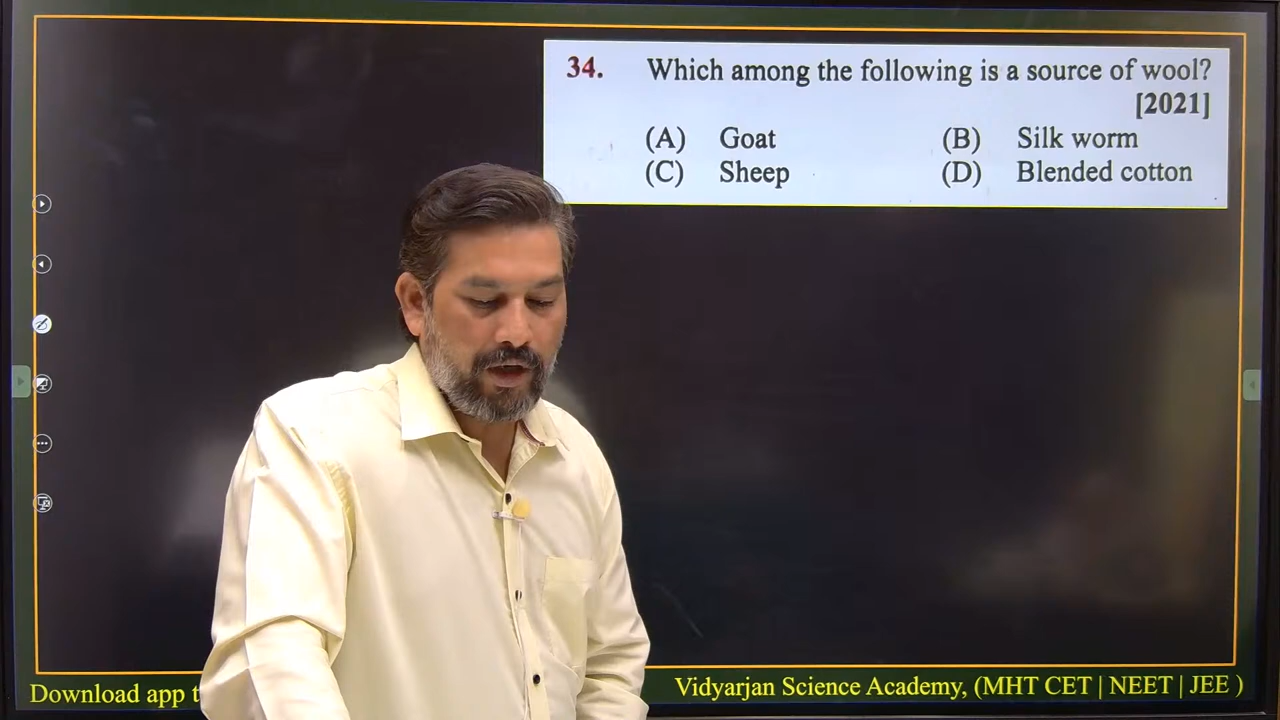 34. Which among the following is a source of wool?
[2021]
(A) Goat (B) Silk worm
(C) Sheep (D) Blended cotton
Download app t
Vidyarjan Science Academy, (MHT CET | NEET | JEE )